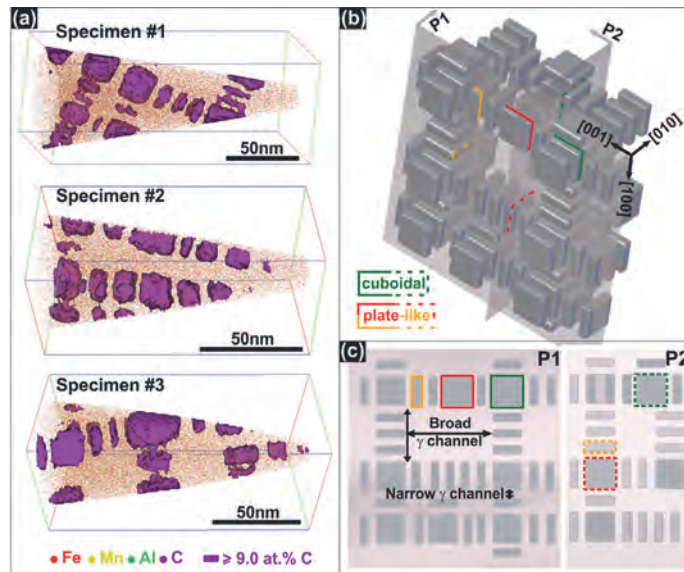 (a)
Specimen #1
50nm
Specimen #2
50nm
Specimen #3
50nm
Fe Mn Al C ≥ 9.0 at.% C
(b)
P1
P2
[001]
[010]
[100]
cuboidal
plate-like
(c)
P1
P2
Broad
γ channel
Narrow γ channel